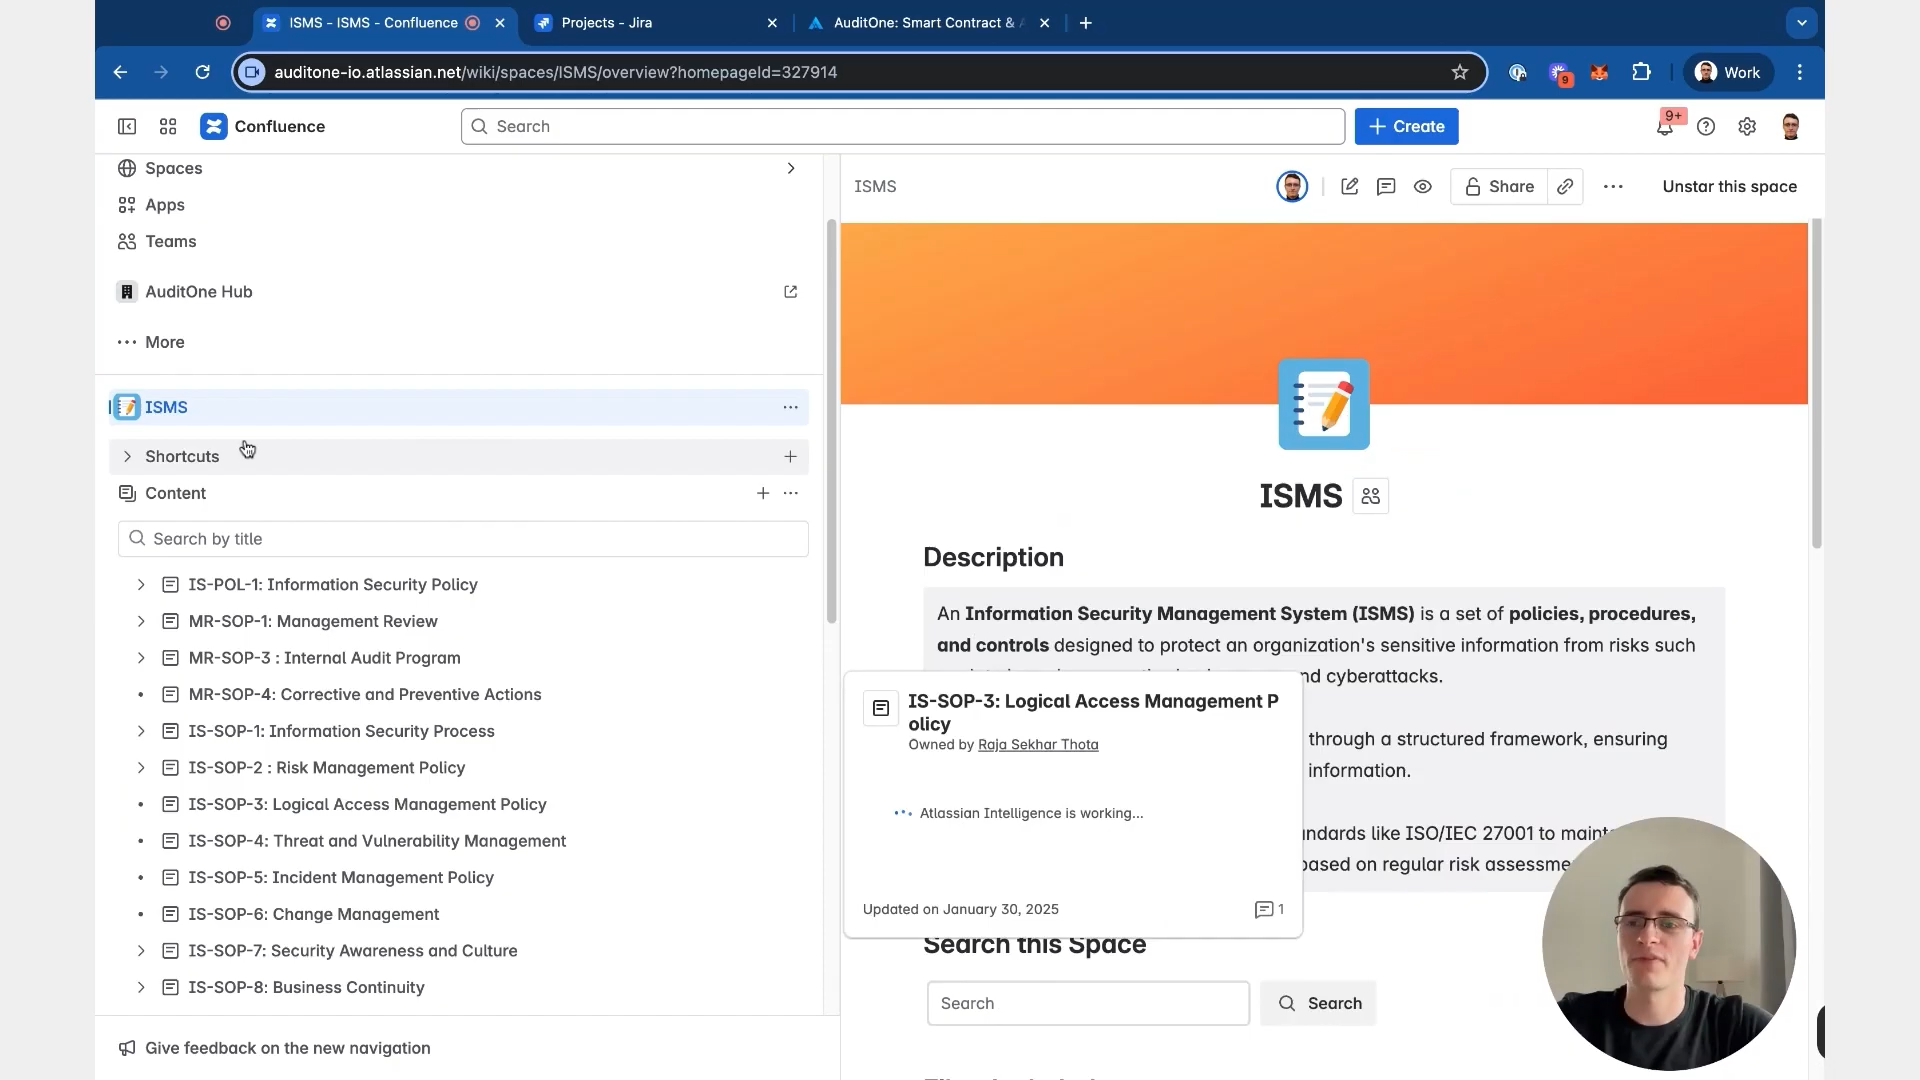 ISMS - ISMS - Confluence
Projects - Jira
AuditOne: Smart Contract &
auditone-io.atlassian.net/wiki/spaces/ISMS/overview?homepageId=327914
9
Work
Confluence
Search
Create
9+
Spaces
Apps
Teams
AuditOne Hub
More
ISMS
Shortcuts
Content
Search by title
IS-POL-1: Information Security Policy
MR-SOP-1: Management Review
MR-SOP-3 : Internal Audit Program
MR-SOP-4: Corrective and Preventive Actions
IS-SOP-1: Information Security Process
IS-SOP-2 : Risk Management Policy
IS-SOP-3: Logical Access Management Policy
IS-SOP-4: Threat and Vulnerability Management
IS-SOP-5: Incident Management Policy
IS-SOP-6: Change Management
IS-SOP-7: Security Awareness and Culture
IS-SOP-8: Business Continuity
Give feedback on the new navigation
ISMS
Share
Unstar this space
ISMS
Description
An Information Security Management System (ISMS) is a set of policies, procedures,
and controls designed to protect an organization's sensitive information from risks such
nd cyberattacks.
through a structured framework, ensuring
information.
ndards like ISO/IEC 27001 to
based on regular risk
IS-SOP-3: Logical Access Management P
olicy
Owned by Raja Sekhar Thota
Atlassian Intelligence is working...
Updated on January 30, 2025
1
Search this Space
Search
Search